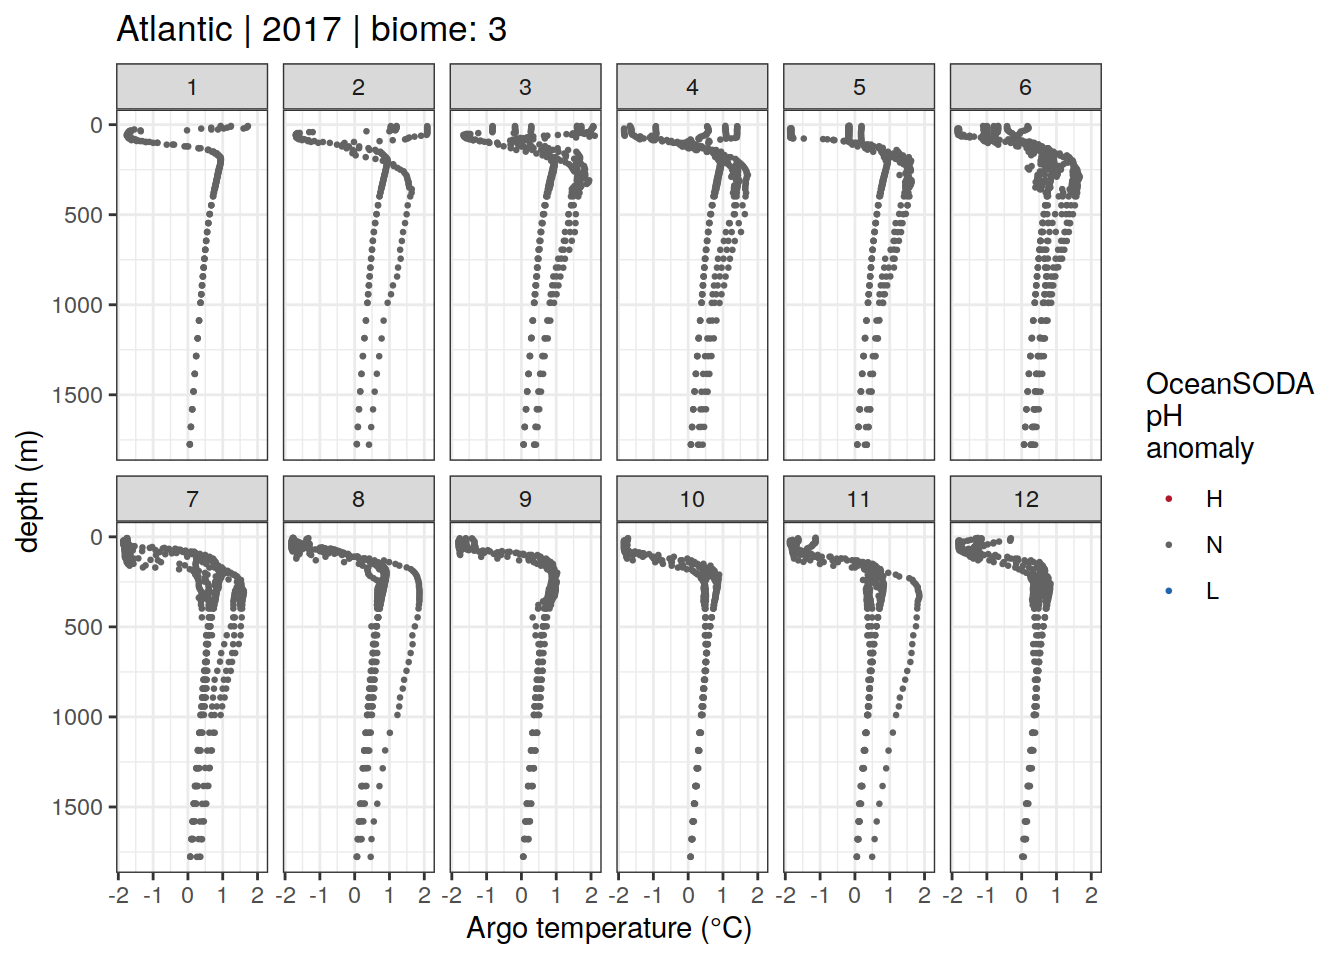 Atlantic | 2017 | biome: 3
1 2 3 4 5 6
0
500
1000
1500
7 8 9 10 11 12
0
500
1000
1500
-2 -1 0 1 2 -2 -1 0 1 2 -2 -1 0 1 2 -2 -1 0 1 2 -2 -1 0 1 2 -2 -1 0 1 2
Argo temperature (°C)
depth (m)
OceanSODA
pH
anomaly
H
N
L